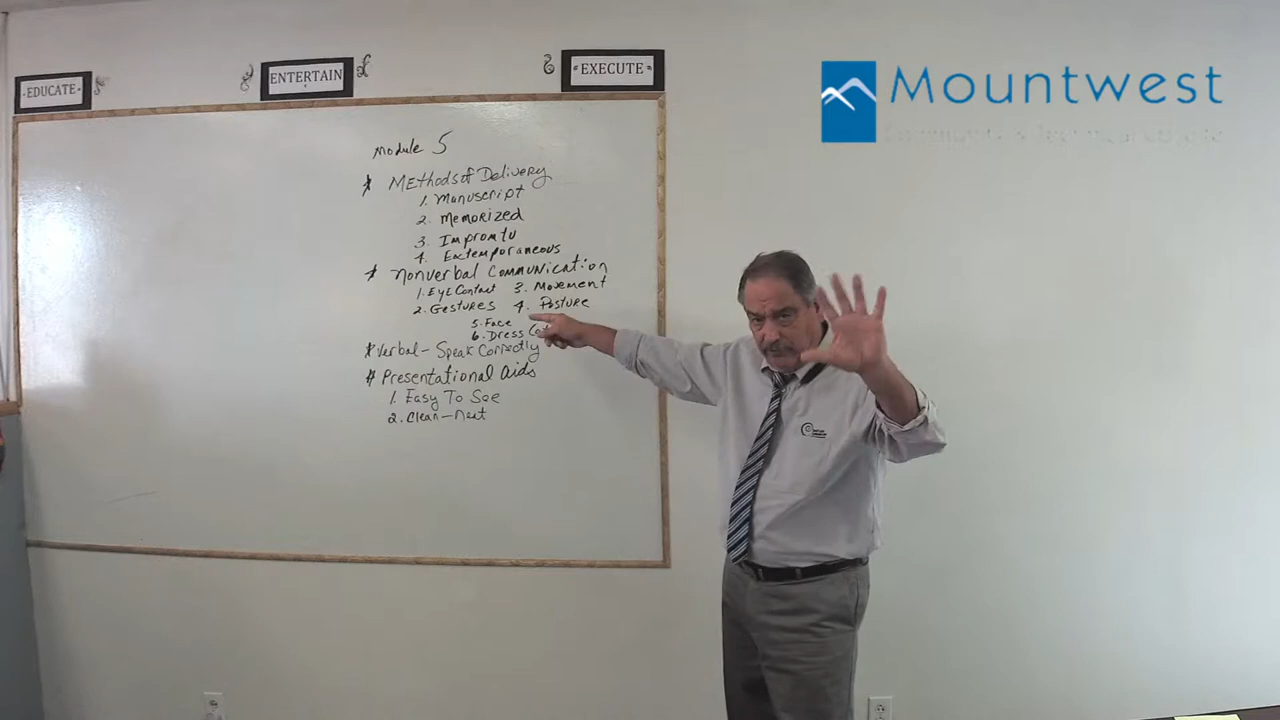 EDUCATE
ENTERTAIN
EXECUTE
Mountwest
Module 5
* Methods of Delivery
1. Manuscript
2. Memorized
3. Impromtu
4. Extemporaneous
* Nonverbal Communication
1. Eye Contact 3. Movement
2. Gestures 4. Posture
5. Face
6. Dress
* Verbal - Speak Correctly
* Presentational Aids
1. Easy To See
2. Clean - Neat